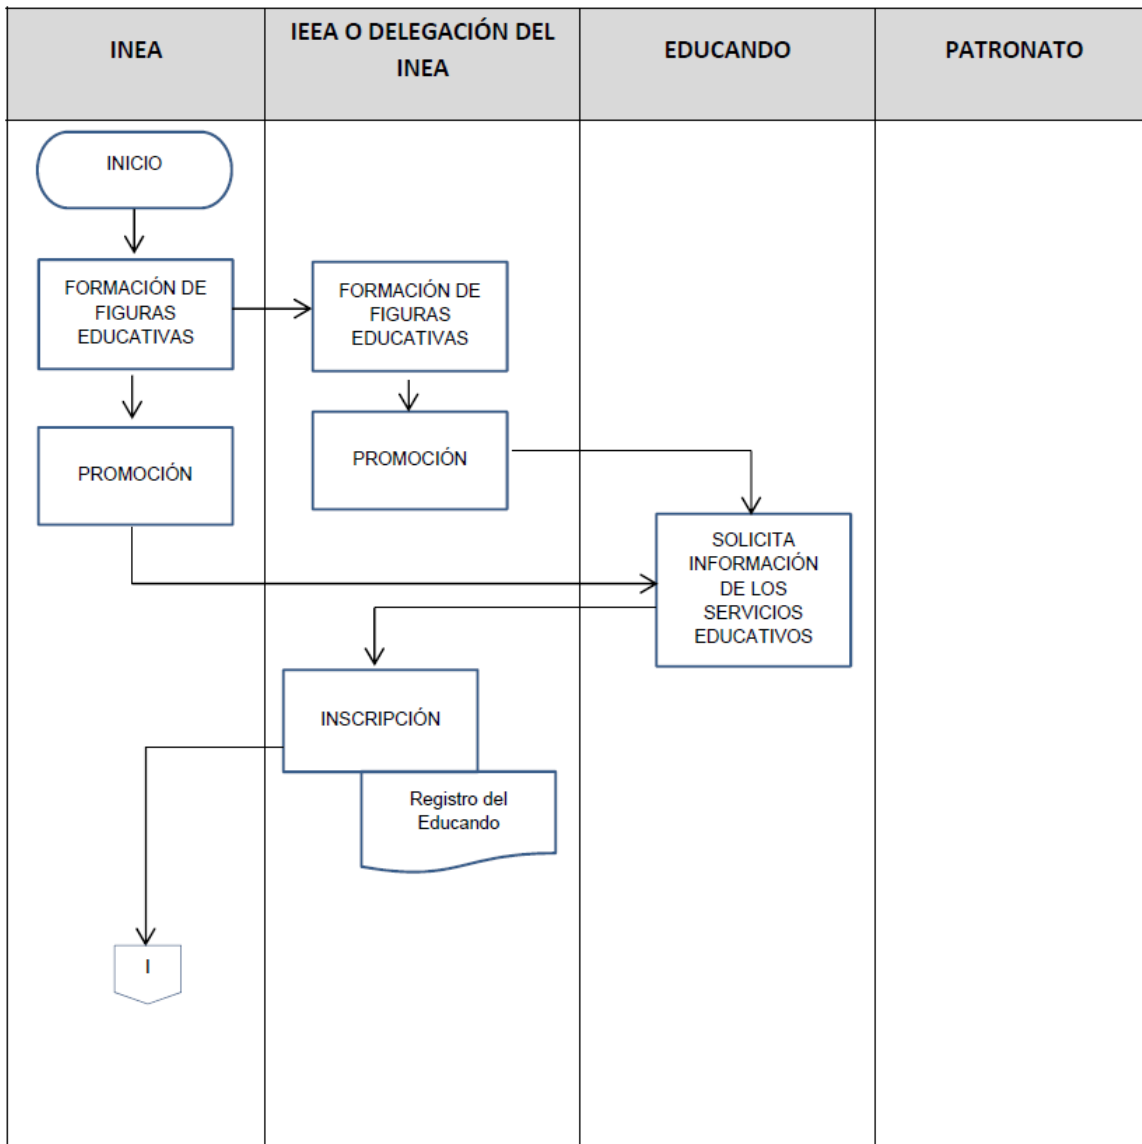 INEA
IEEA O DELEGACIÓN DEL
INEA
EDUCANDO
PATRONATO
INICIO
FORMACIÓN DE
FIGURAS
EDUCATIVAS
FORMACIÓN DE
FIGURAS
EDUCATIVAS
PROMOCIÓN
PROMOCIÓN
SOLICITA
INFORMACIÓN
DE LOS
SERVICIOS
EDUCATIVOS
INSCRIPCIÓN
Registro del
Educando
I